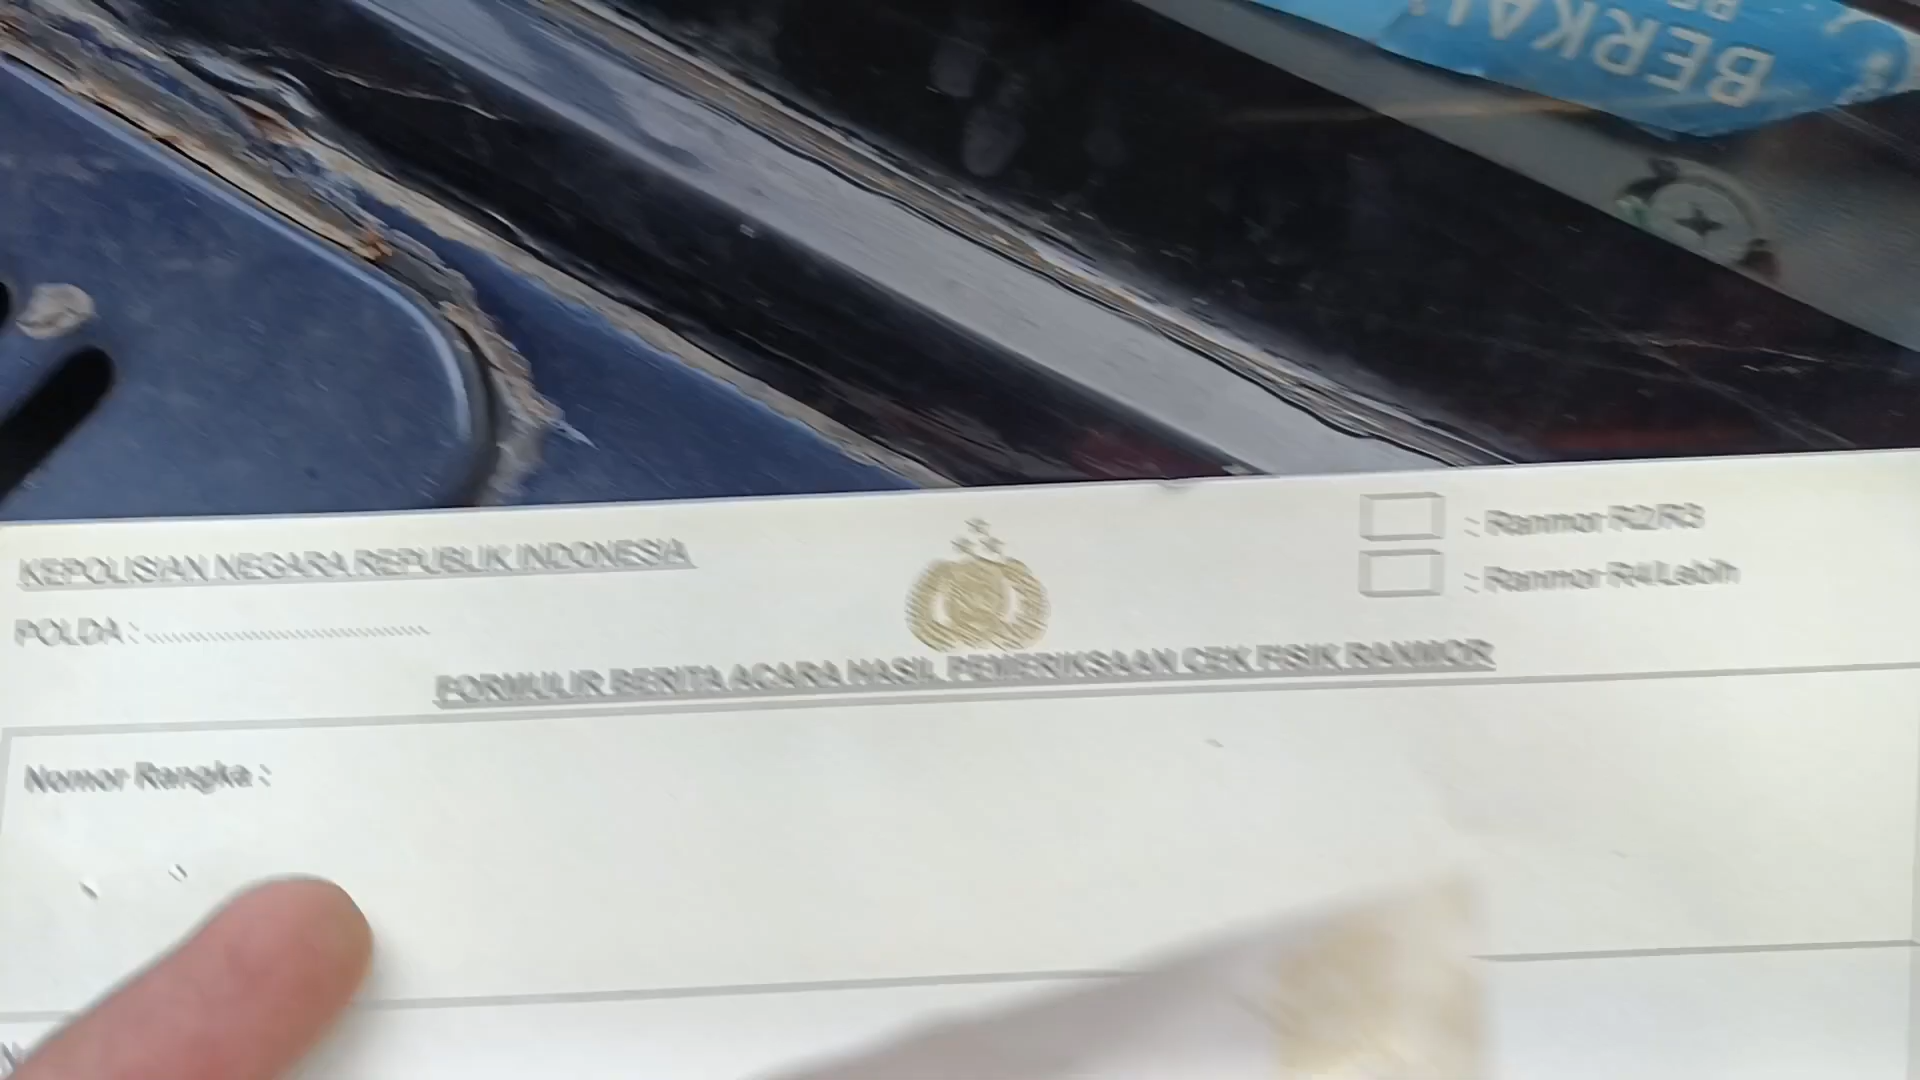 BERKAH
KEPOLISIAN NEGARA REPUBLIK INDONESIA
: Ranmor R2/R3
: Ranmor R4/Lebih
POLDA : ..............................
FORMULIR BERITA ACARA HASIL PEMERIKSAAN CEK FISIK RANMOR
Nomor Rangka :